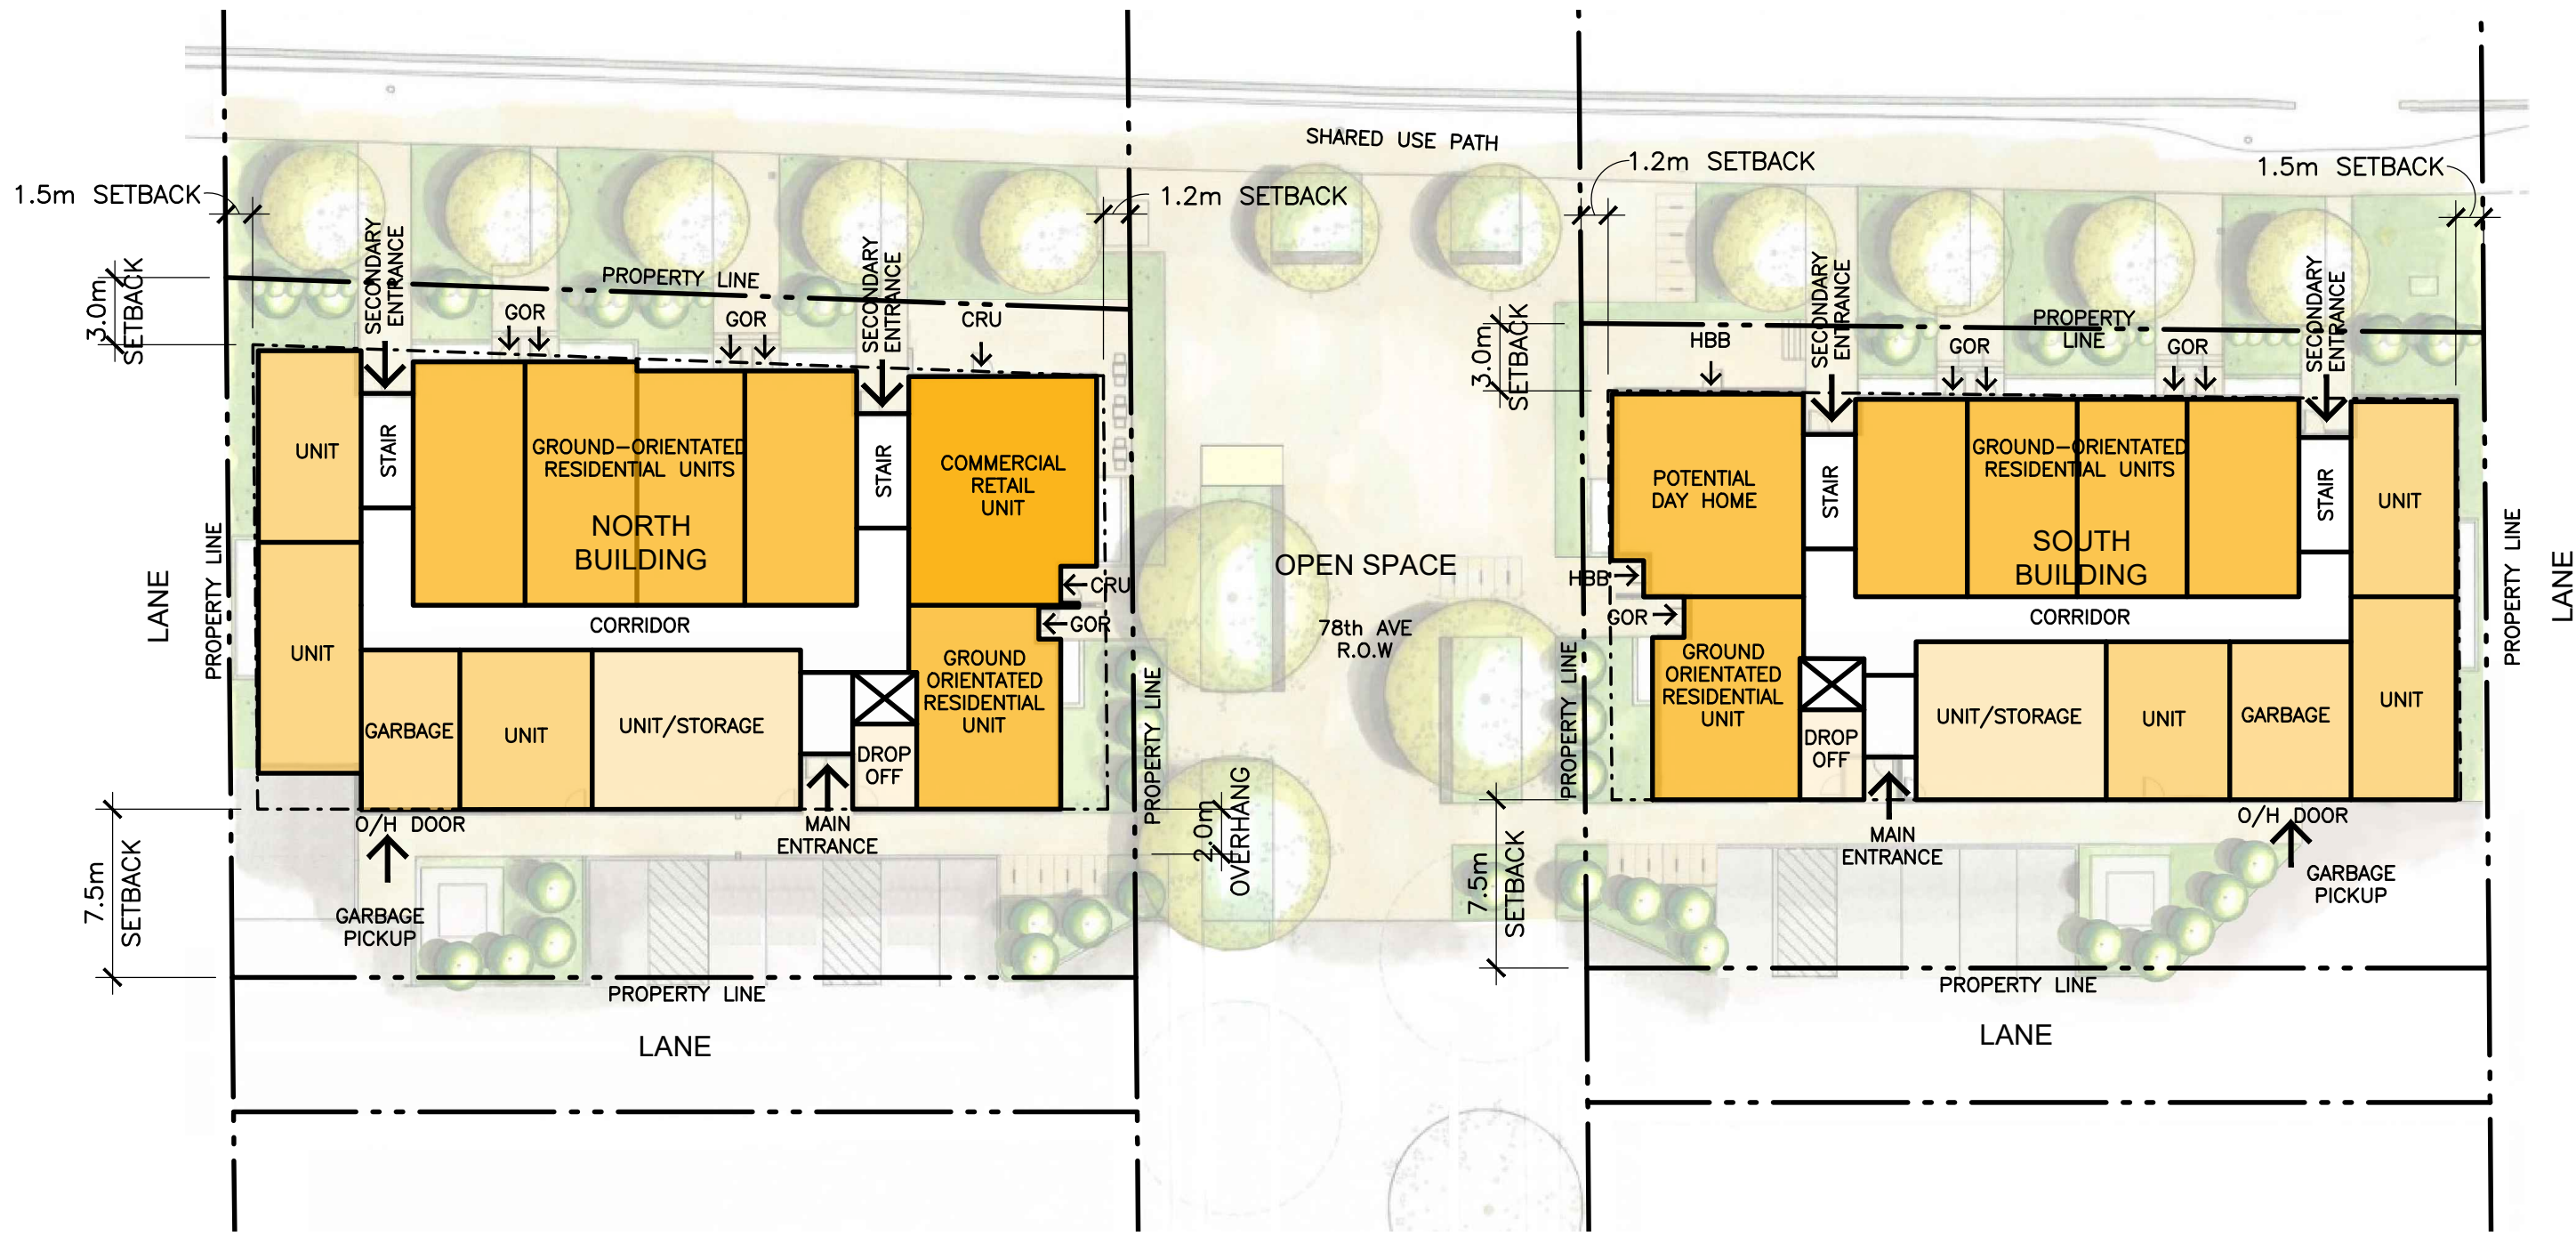 SHARED USE PATH
1.5m SETBACK
1.2m SETBACK
1.2m SETBACK
1.5m SETBACK
3.0m
SETBACK
SECONDARY
ENTRANCE
PROPERTY LINE
GOR
GOR
SECONDARY
ENTRANCE
CRU
3.0m
SETBACK
HBB
SECONDARY
ENTRANCE
PROPERTY
LINE
GOR
GOR
SECONDARY
ENTRANCE
UNIT
STAIR
GROUND-ORIENTATED
RESIDENTIAL UNITS
NORTH
BUILDING
STAIR
COMMERCIAL
RETAIL
UNIT
CRU
GOR
LANE
PROPERTY LINE
UNIT
CORRIDOR
GARBAGE
UNIT
UNIT/STORAGE
DROP
OFF
GROUND
ORIENTATED
RESIDENTIAL
UNIT
PROPERTY LINE
O/H DOOR
MAIN
ENTRANCE
GARBAGE
PICKUP
7.5m
SETBACK
PROPERTY LINE
LANE
OPEN SPACE
78th AVE
R.O.W
2.0m
OVERHANG
POTENTIAL
DAY HOME
HBB
GOR
STAIR
GROUND-ORIENTATED
RESIDENTIAL UNITS
SOUTH
BUILDING
STAIR
UNIT
CORRIDOR
PROPERTY LINE
GROUND
ORIENTATED
RESIDENTIAL
UNIT
DROP
OFF
UNIT/STORAGE
UNIT
GARBAGE
UNIT
PROPERTY LINE
LANE
7.5m
SETBACK
MAIN
ENTRANCE
O/H DOOR
GARBAGE
PICKUP
PROPERTY LINE
LANE